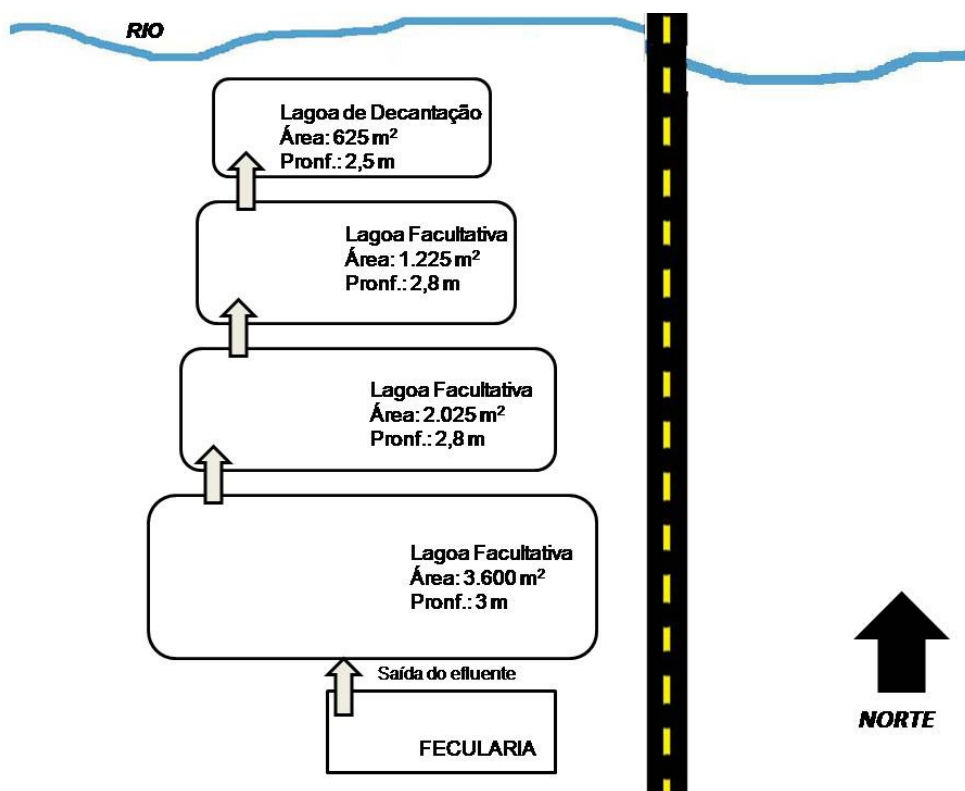 RIO
Lagoa de Decantação
Área: 625 m²
Pronf.: 2,5 m
Lagoa Facultativa
Área: 1.225 m²
Pronf.: 2,8 m
Lagoa Facultativa
Área: 2.025 m²
Pronf.: 2,8 m
Lagoa Facultativa
Área: 3.600 m²
Pronf.: 3 m
Saída do efluente
FECULARIA
NORTE